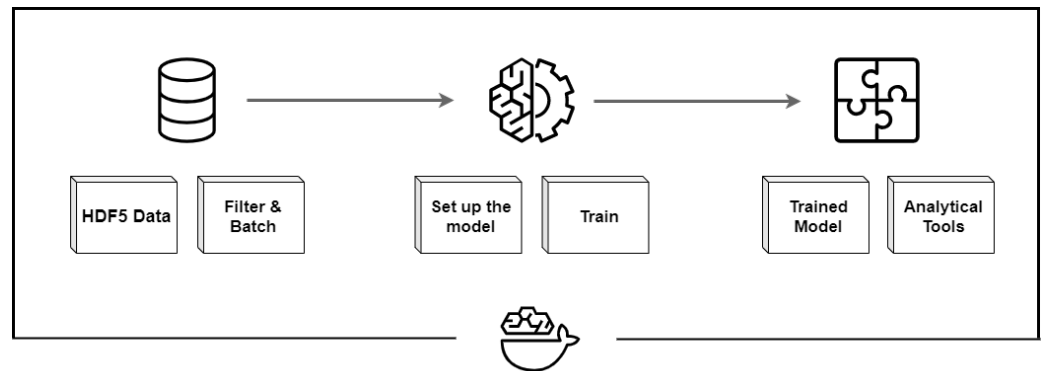 HDF5 Data
Filter &
Batch
Set up the
model
Train
Trained
Model
Analytical
Tools